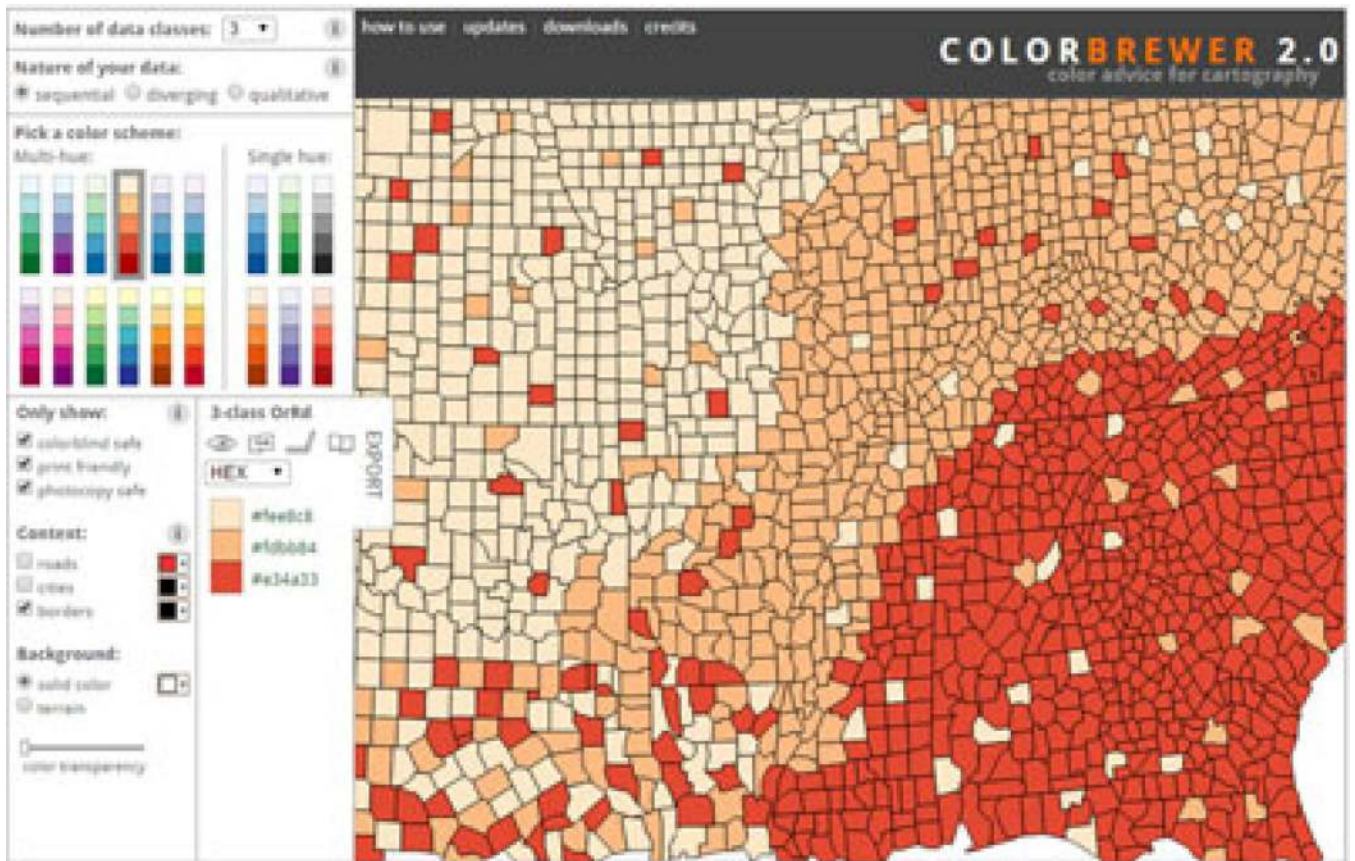 Number of data classes: 3
how to use updates downloads credits
COLORBREWER 2.0
color advice for cartography
Nature of your data:
sequential diverging qualitative
Pick a color scheme:
Multi-hue:
Single hue:
Only show:
colorblind safe
print friendly
photocopy safe
Context:
roads
cities
borders
Background:
solid color
terrain
color transparency
3-class OrRd
HEX
EXPORT
#fee8c8
#fdbb84
#e34a33